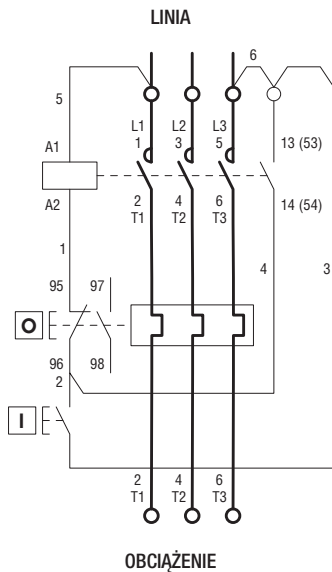 LINIA
6
5
L1 L2 L3
1 3 5
13 (53)
A1
A2
2 4 6
T1 T2 T3
14 (54)
1
4
3
95 97
O
96 98
2
I
2 4 6
T1 T2 T3
OBCIĄŻENIE